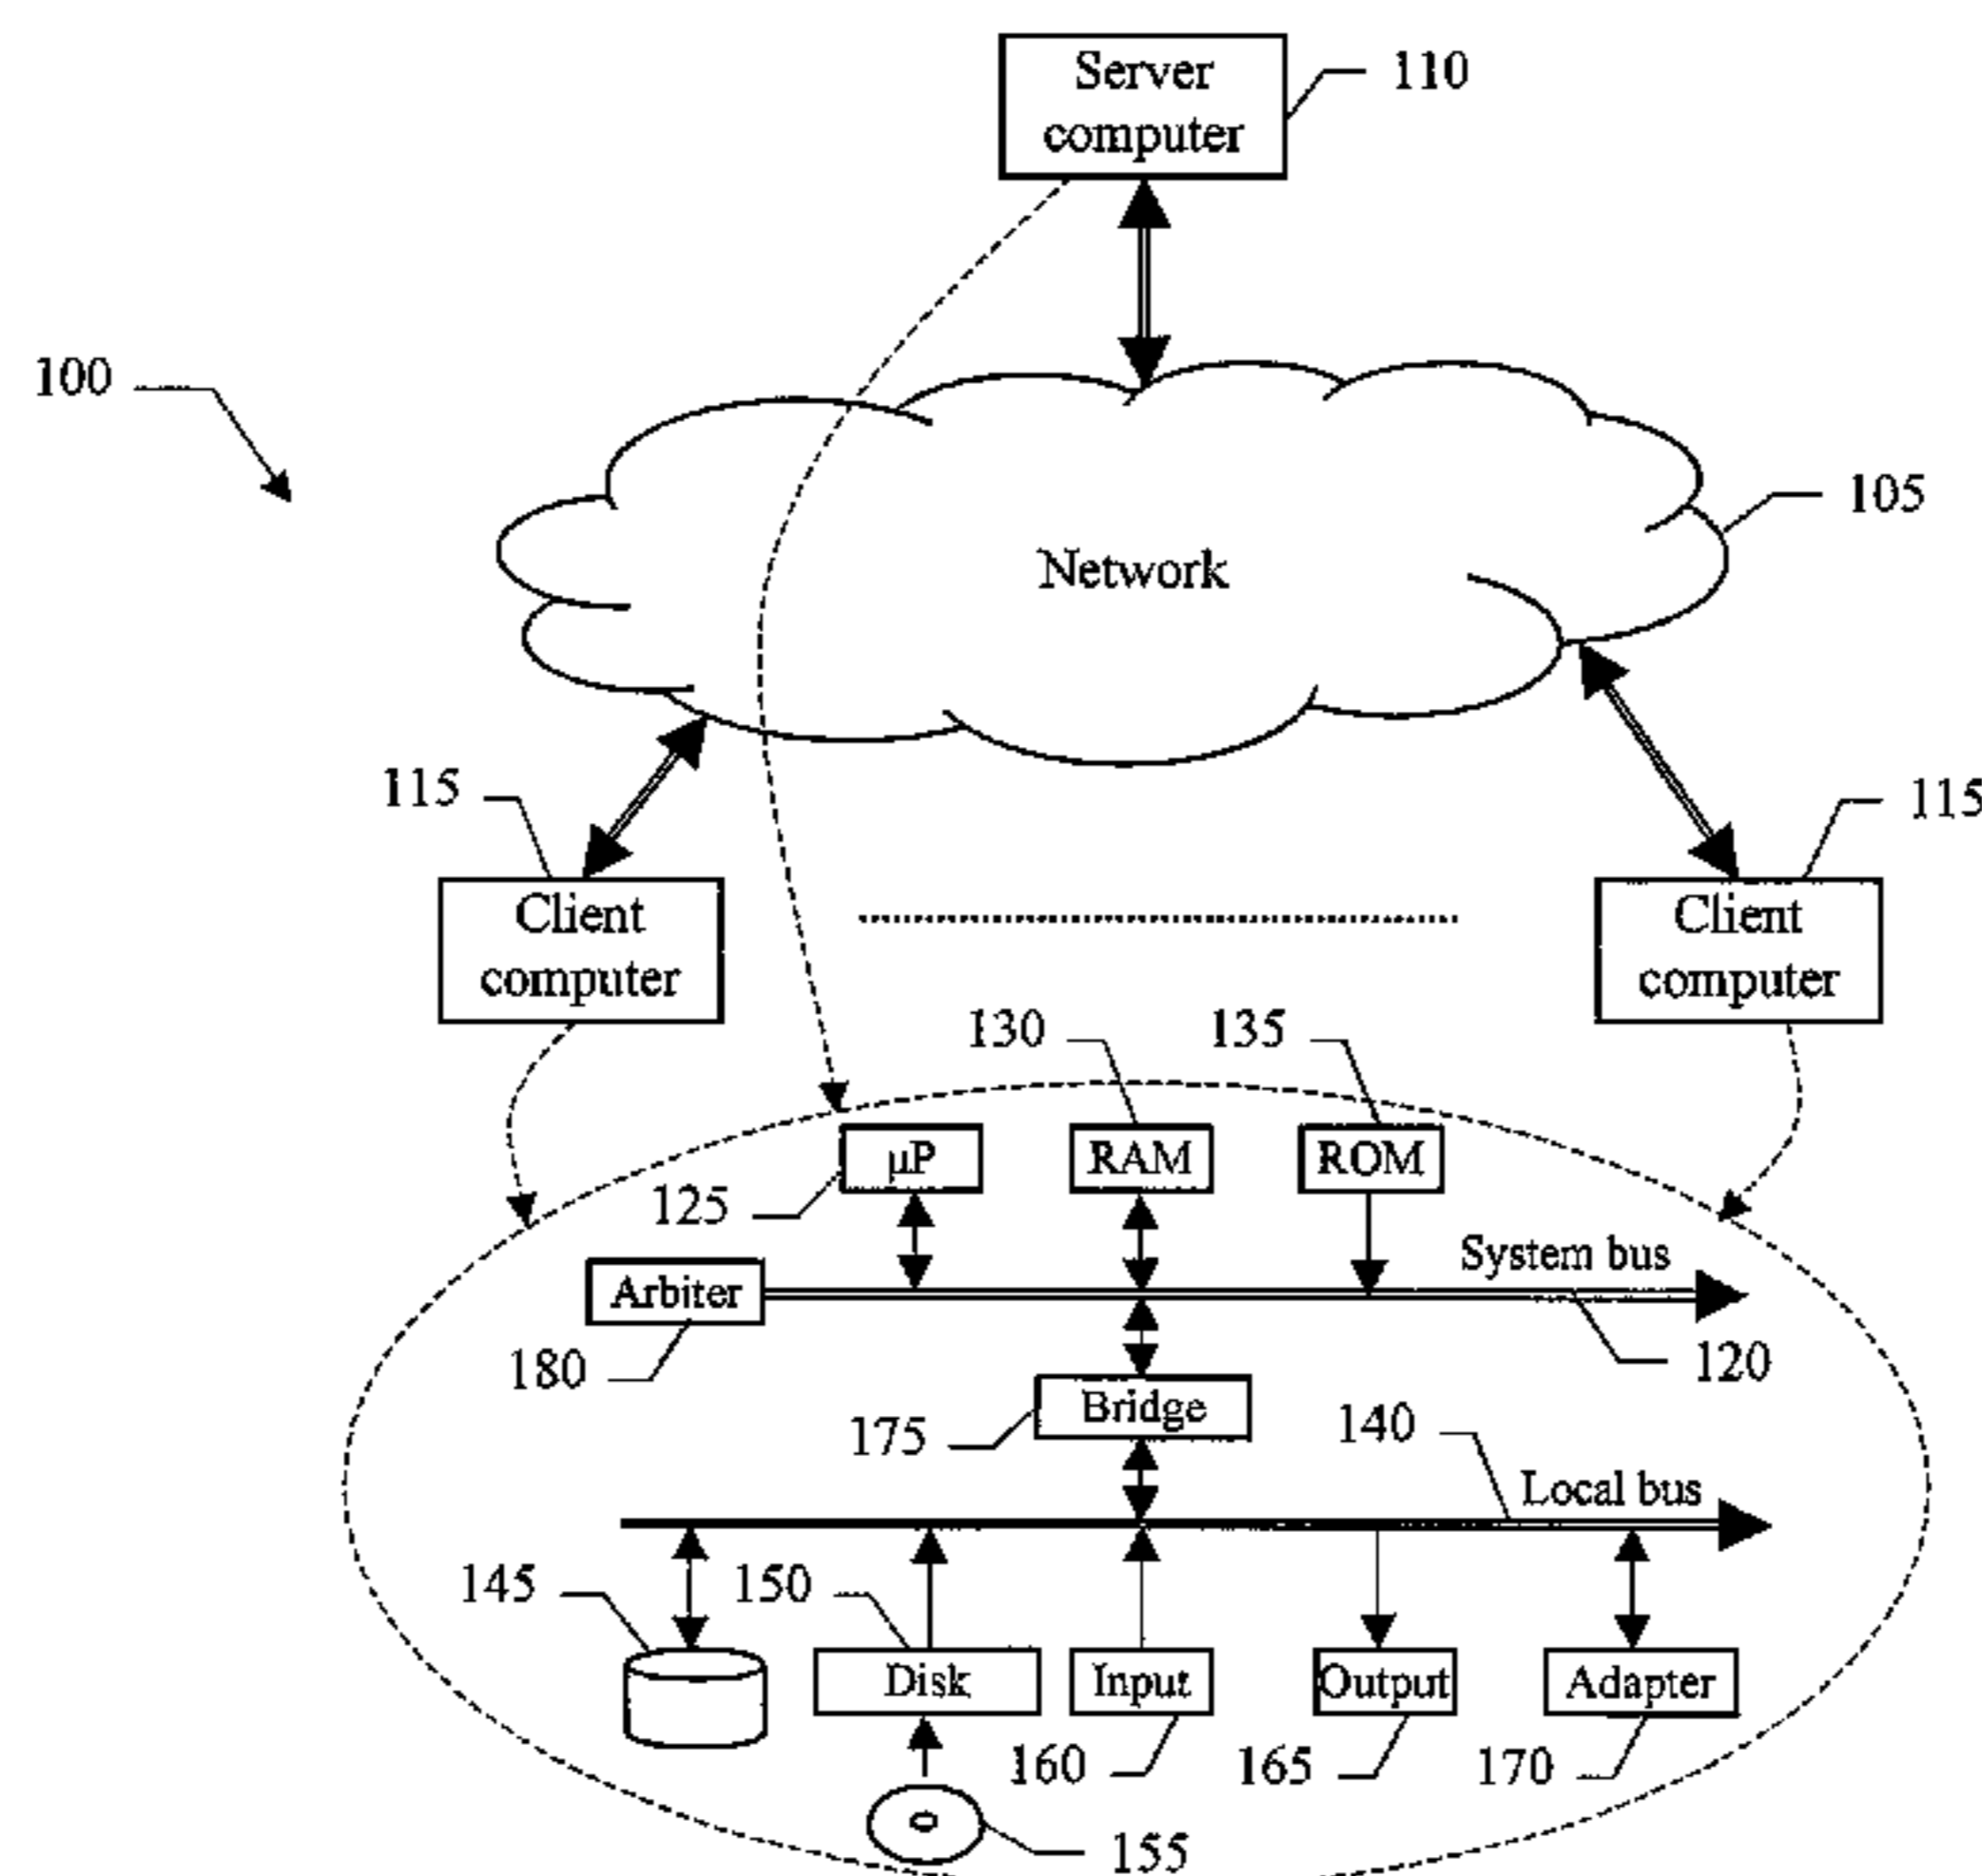 Server
computer
110
100
105
Network
115
115
Client
computer
Client
computer
130
135
µP
RAM
ROM
125
System bus
Arbiter
180
120
Bridge
175
140
Local bus
145
150
Disk
Input
Output
Adapter
160
165
170
155